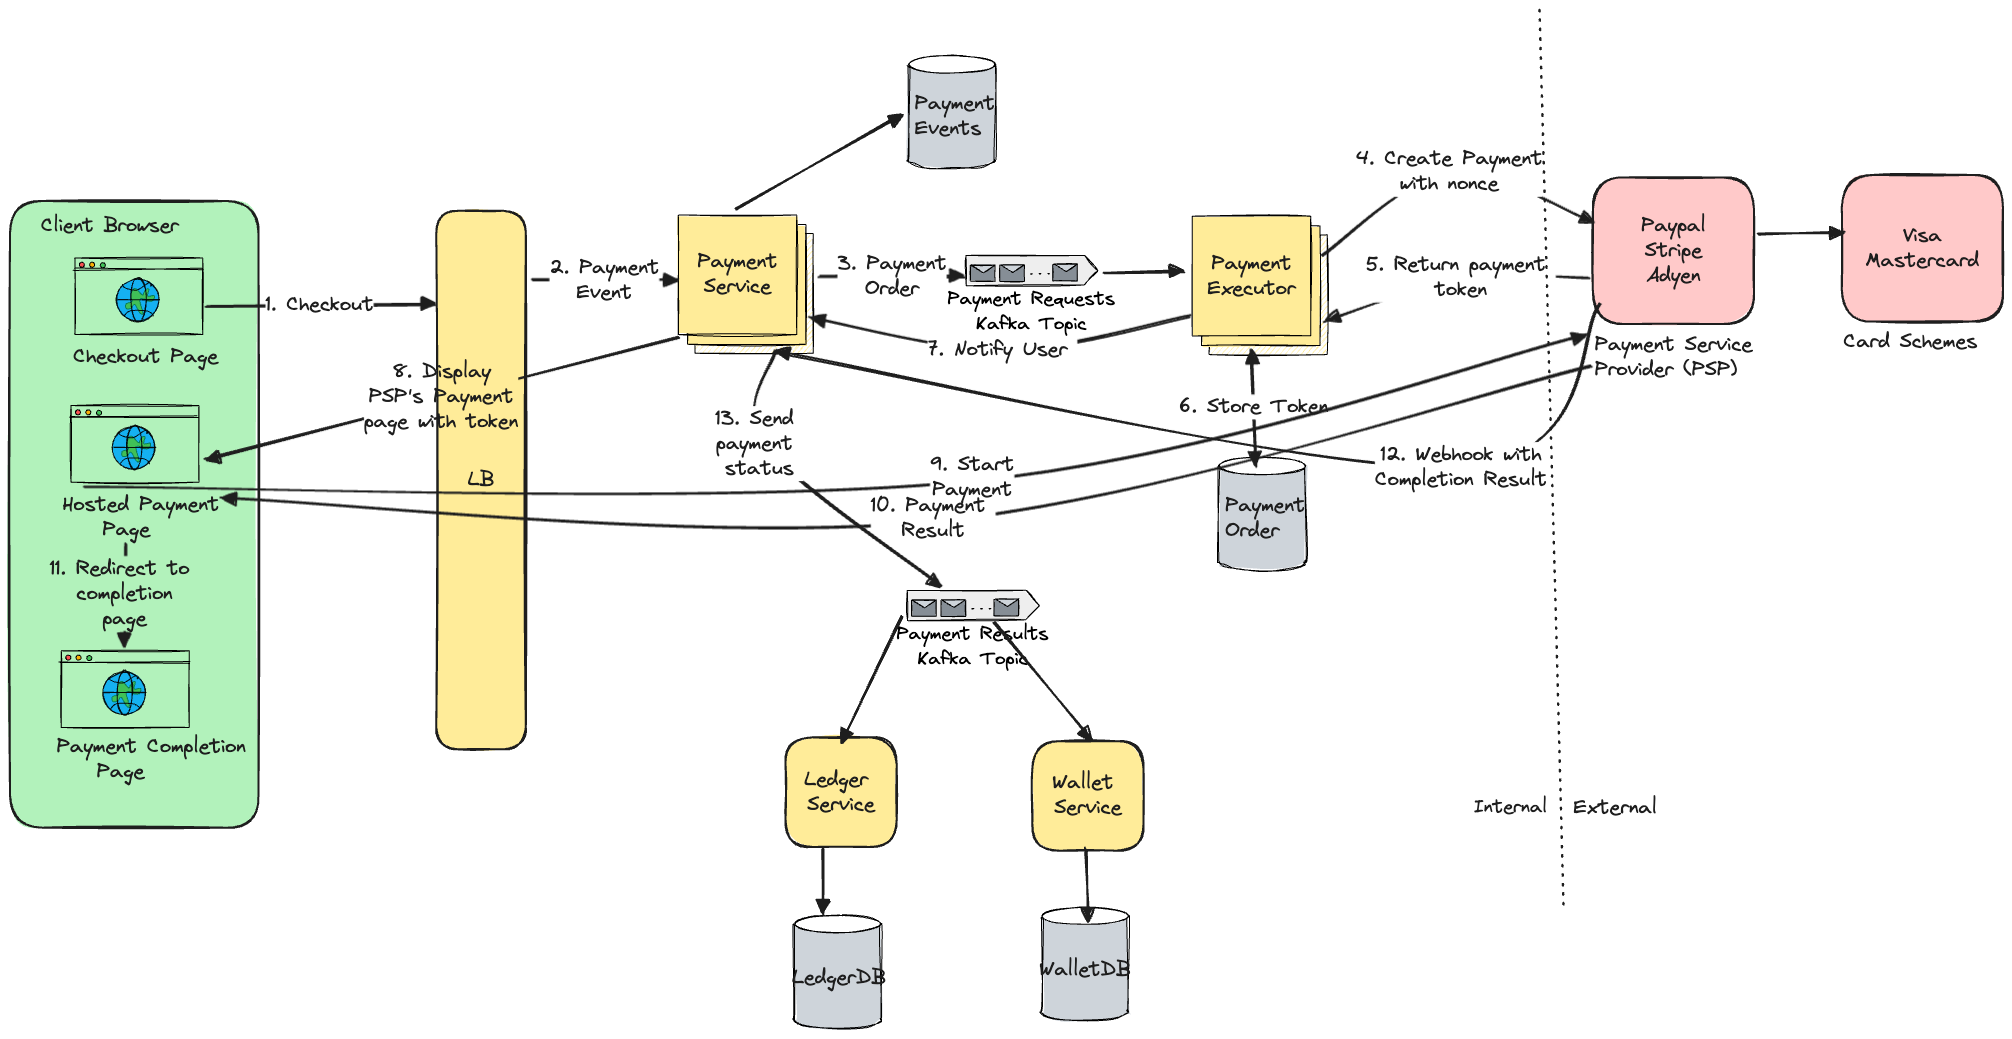 Client Browser
1. Checkout
Checkout Page
Hosted Payment
Page
11. Redirect to
completion
page
Payment Completion
Page
LB
2. Payment
Event
Payment
Service
Payment
Events
3. Payment
Order
Payment Requests
Kafka Topic
Payment
Executor
4. Create Payment
with nonce
5. Return payment
token
Paypal
Stripe
Adyen
Payment Service
Provider (PSP)
Visa
Mastercard
Card Schemes
6. Store Token
Payment
Order
7. Notify User
8. Display
PSP's Payment
page with token
9. Start
Payment
10. Payment
Result
12. Webhook with
Completion Result
13. Send
payment
status
Payment Results
Kafka Topic
Ledger
Service
Wallet
Service
LedgerDB
WalletDB
Internal
External